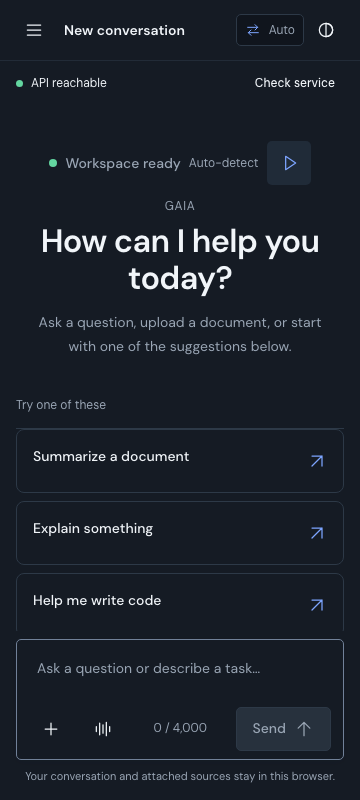 New conversation
Auto
API reachable
Check service
Workspace ready Auto-detect
GAIA
How can I help you
today?
Ask a question, upload a document, or start
with one of the suggestions below.
Try one of these
Summarize a document
Explain something
Help me write code
Ask a question or describe a task...
0 / 4,000
Send
Your conversation and attached sources stay in this browser.